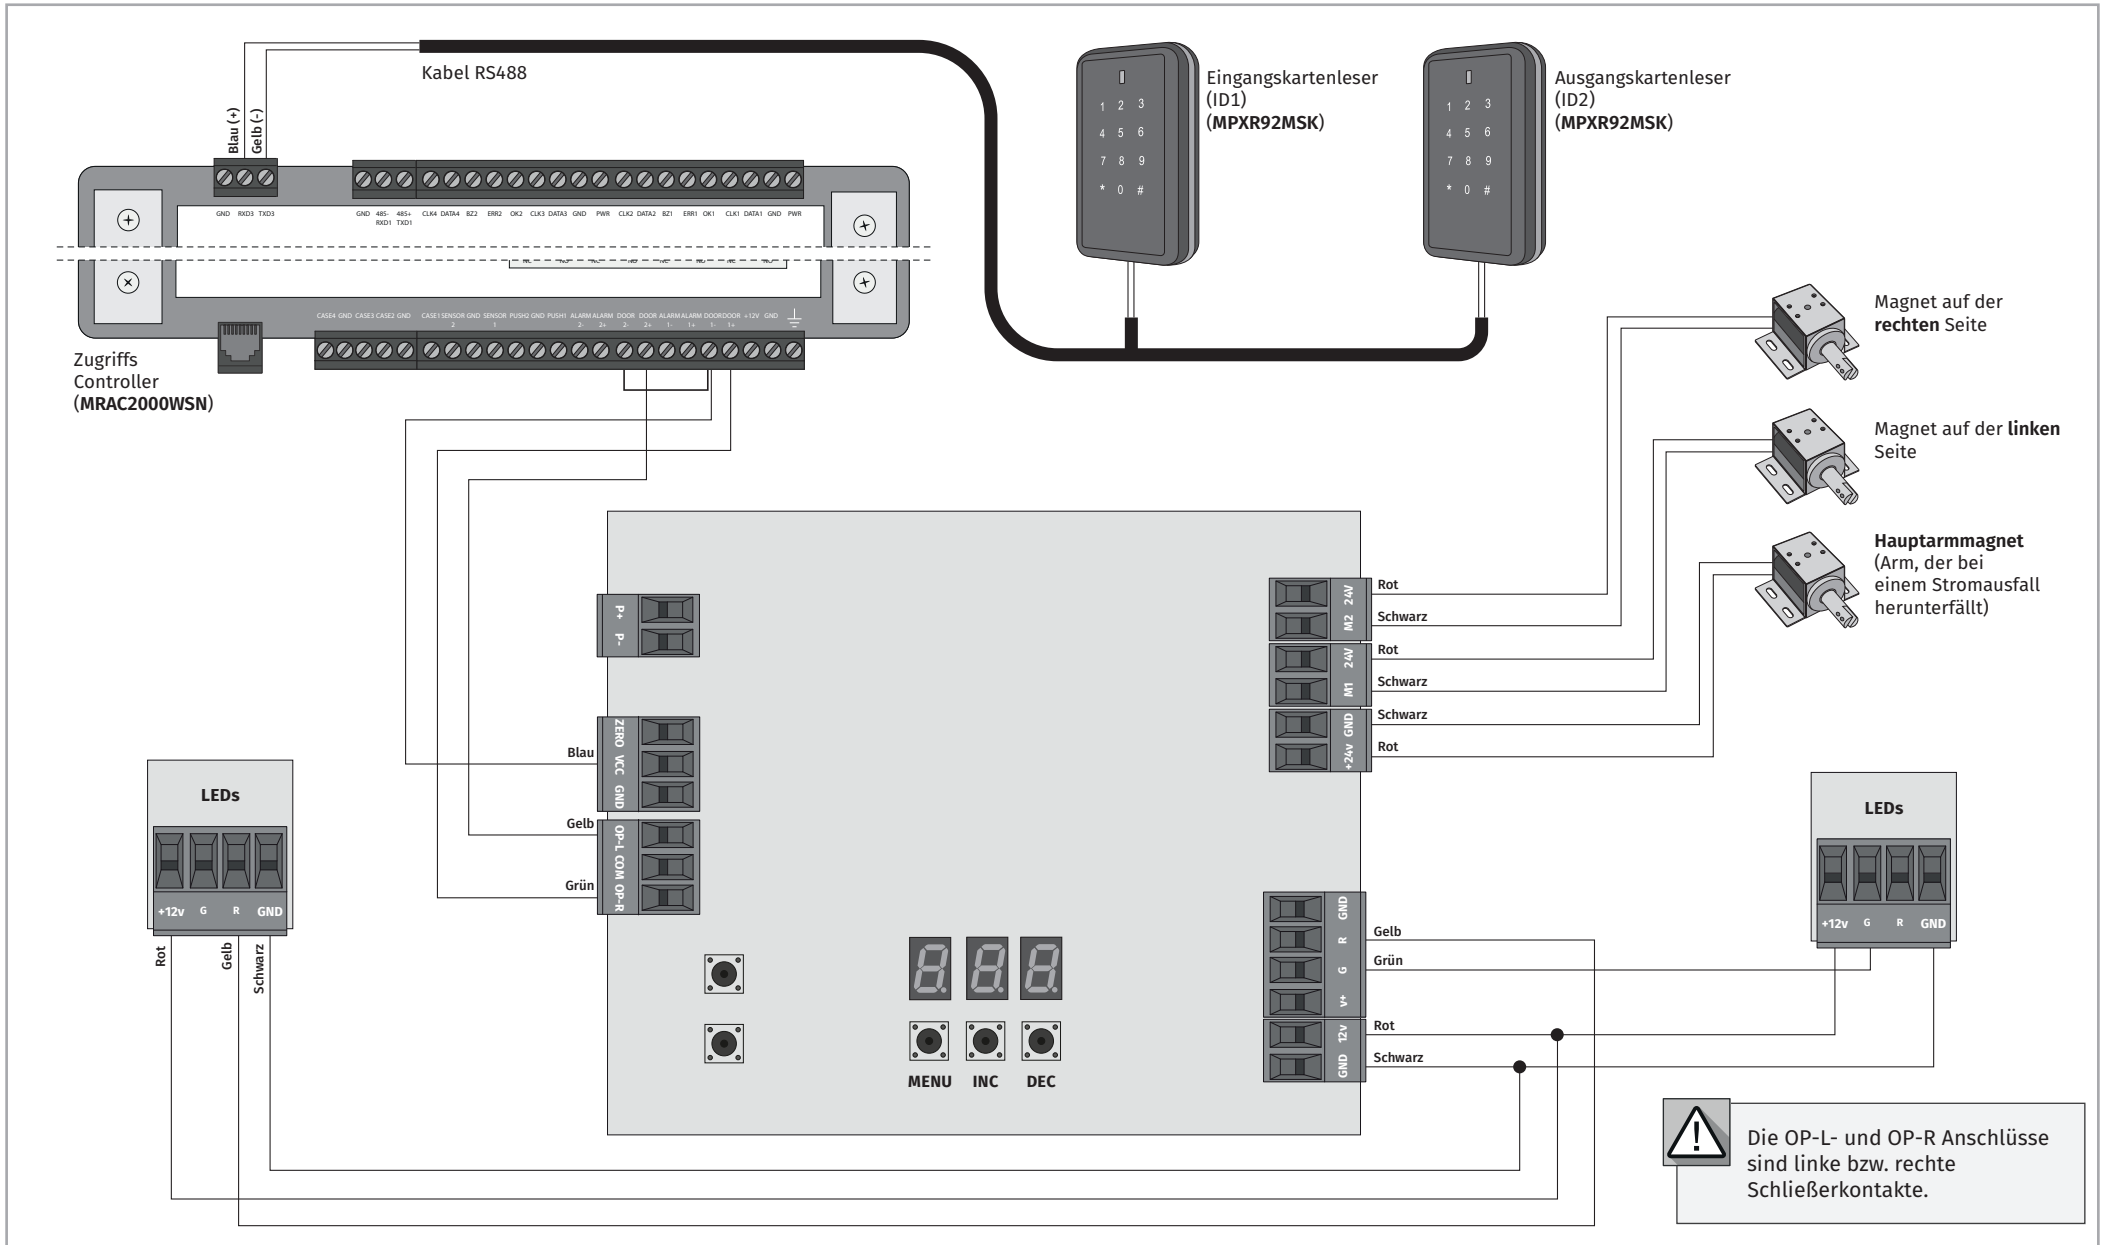 Kabel RS488
Blau (+)
Gelb (-)
Eingangskartenleser
(ID1)
(MPXR92MSK)
Ausgangskartenleser
(ID2)
(MPXR92MSK)
1 2 3
4 5 6
7 8 9
* 0 #
1 2 3
4 5 6
7 8 9
* 0 #
GND RXD3 TXD3
GND 485- 485+ CLK4 DATA4 BZ2 ERR2 OK2 CLK3 DATA3 GND PWR CLK2 DATA2 BZ1 ERR1 OK1 CLK1 DATA1 GND PWR
RXD1 TXD1
CASE4 GND CASE3 CASE2 GND CASE1 SENSOR GND SENSOR PUSH2 GND PUSH1 ALARM ALARM DOOR DOOR ALARM ALARM DOOR DOOR +12V GND
2 1 2- 2+ 2- 2+ 1- 1+ 1- 1+
Zugriffs
Controller
(MRAC2000WSN)
Magnet auf der
rechten Seite
Magnet auf der linken
Seite
Hauptarmmagnet
(Arm, der bei
einem Stromausfall
herunterfällt)
P+
P-
ZERO VCC GND
Blau
OP-L COM OP-R
Gelb
Grün
24V
M2
Rot
Schwarz
24V
M1
Rot
Schwarz
GND
+24v
Schwarz
Rot
LEDs
+12v G R GND
Rot
Gelb
Schwarz
LEDs
+12v G R GND
GND
R
G
v+
12v
GND
Gelb
Grün
Rot
Schwarz
8. 8. 8.
MENU INC DEC
Die OP-L- und OP-R Anschlüsse
sind linke bzw. rechte
Schließerkontakte.